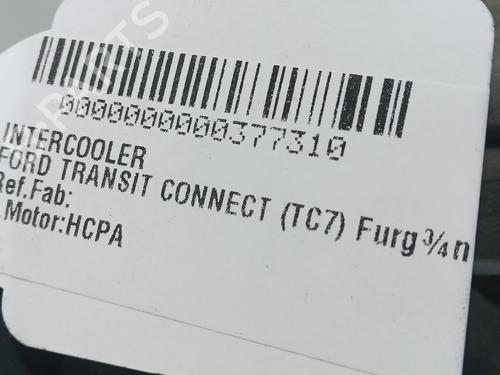 0000000000377310
INTERCOOLER
FORD TRANSIT CONNECT (TC7) Furg¾n
Ref.Fab:
.Motor:HCPA